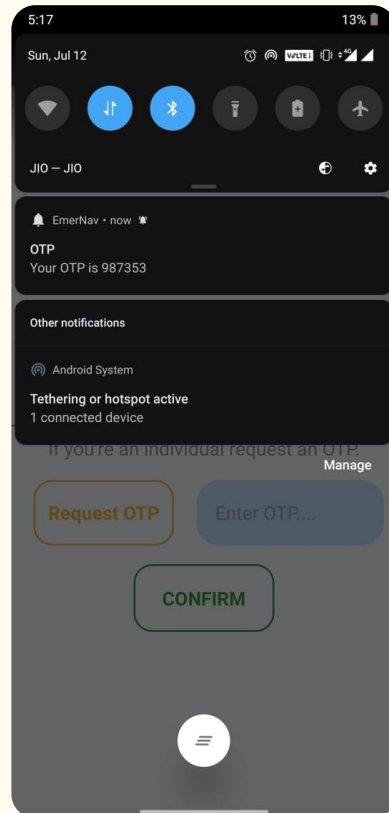 5:17 13%
Sun, Jul 12 VoLTE 4G
JIO — JIO
EmerNav • now
OTP
Your OTP is 987353
Other notifications
Android System
Tethering or hotspot active
1 connected device
If you're an individual request an OTP.
Manage
Request OTP Enter OTP....
CONFIRM